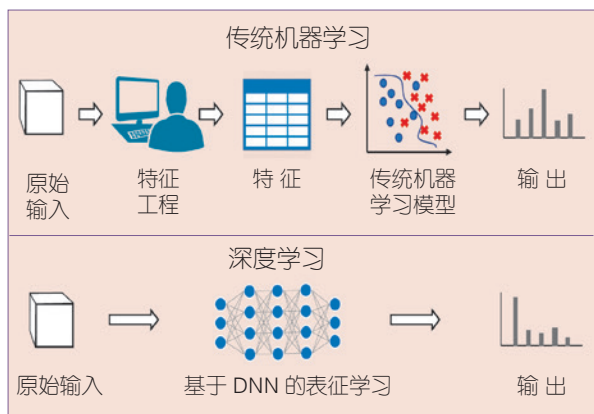 传统机器学习
原始
输入
特征
工程
特 征
传统机器
学习模型
输 出
深度学习
原始输入
基于 DNN 的表征学习
输 出